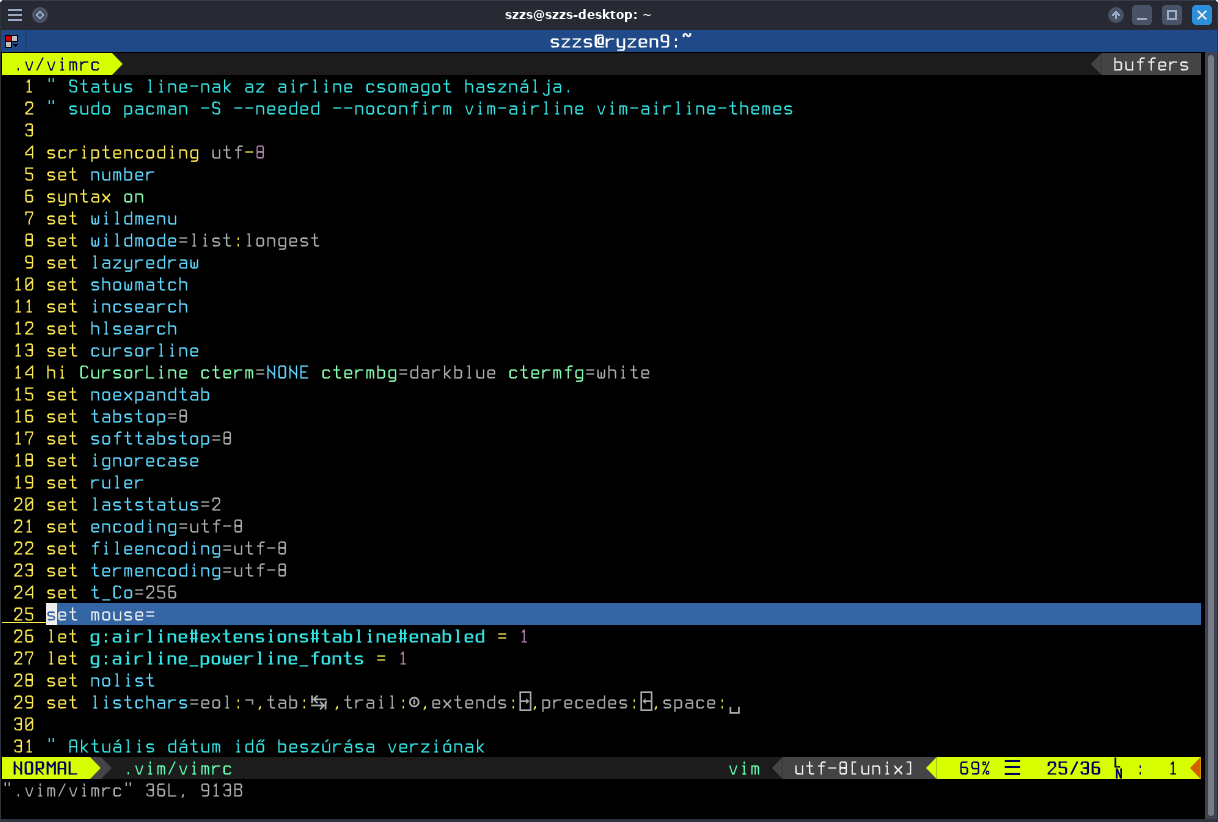 szzs@szzs-desktop: ~
szzs@ryzen9:~
.v/vimrc buffers
1 " Status line-nak az airline csomagot használja.
2 " sudo pacman -S --needed --noconfirm vim-airline vim-airline-themes
3
4 scriptencoding utf-8
5 set number
6 syntax on
7 set wildmenu
8 set wildmode=list:longest
9 set lazyredraw
10 set showmatch
11 set incsearch
12 set hlsearch
13 set cursorline
14 hi CursorLine cterm=NONE ctermbg=darkblue ctermfg=white
15 set noexpandtab
16 set tabstop=8
17 set softtabstop=8
18 set ignorecase
19 set ruler
20 set laststatus=2
21 set encoding=utf-8
22 set fileencoding=utf-8
23 set termencoding=utf-8
24 set t_Co=256
25 set mouse=
26 let g:airline#extensions#tabline#enabled = 1
27 let g:airline_powerline_fonts = 1
28 set nolist
29 set listchars=eol:¬,tab:↹ ,trail:⦶,extends:⍈,precedes:⍇,space:␣
30
31 " Aktuális dátum idő beszúrása verziónak
NORMAL .vim/vimrc vim utf-8[unix] 69% ☰ 25/36 ␤ : 1
".vim/vimrc" 36L, 913B